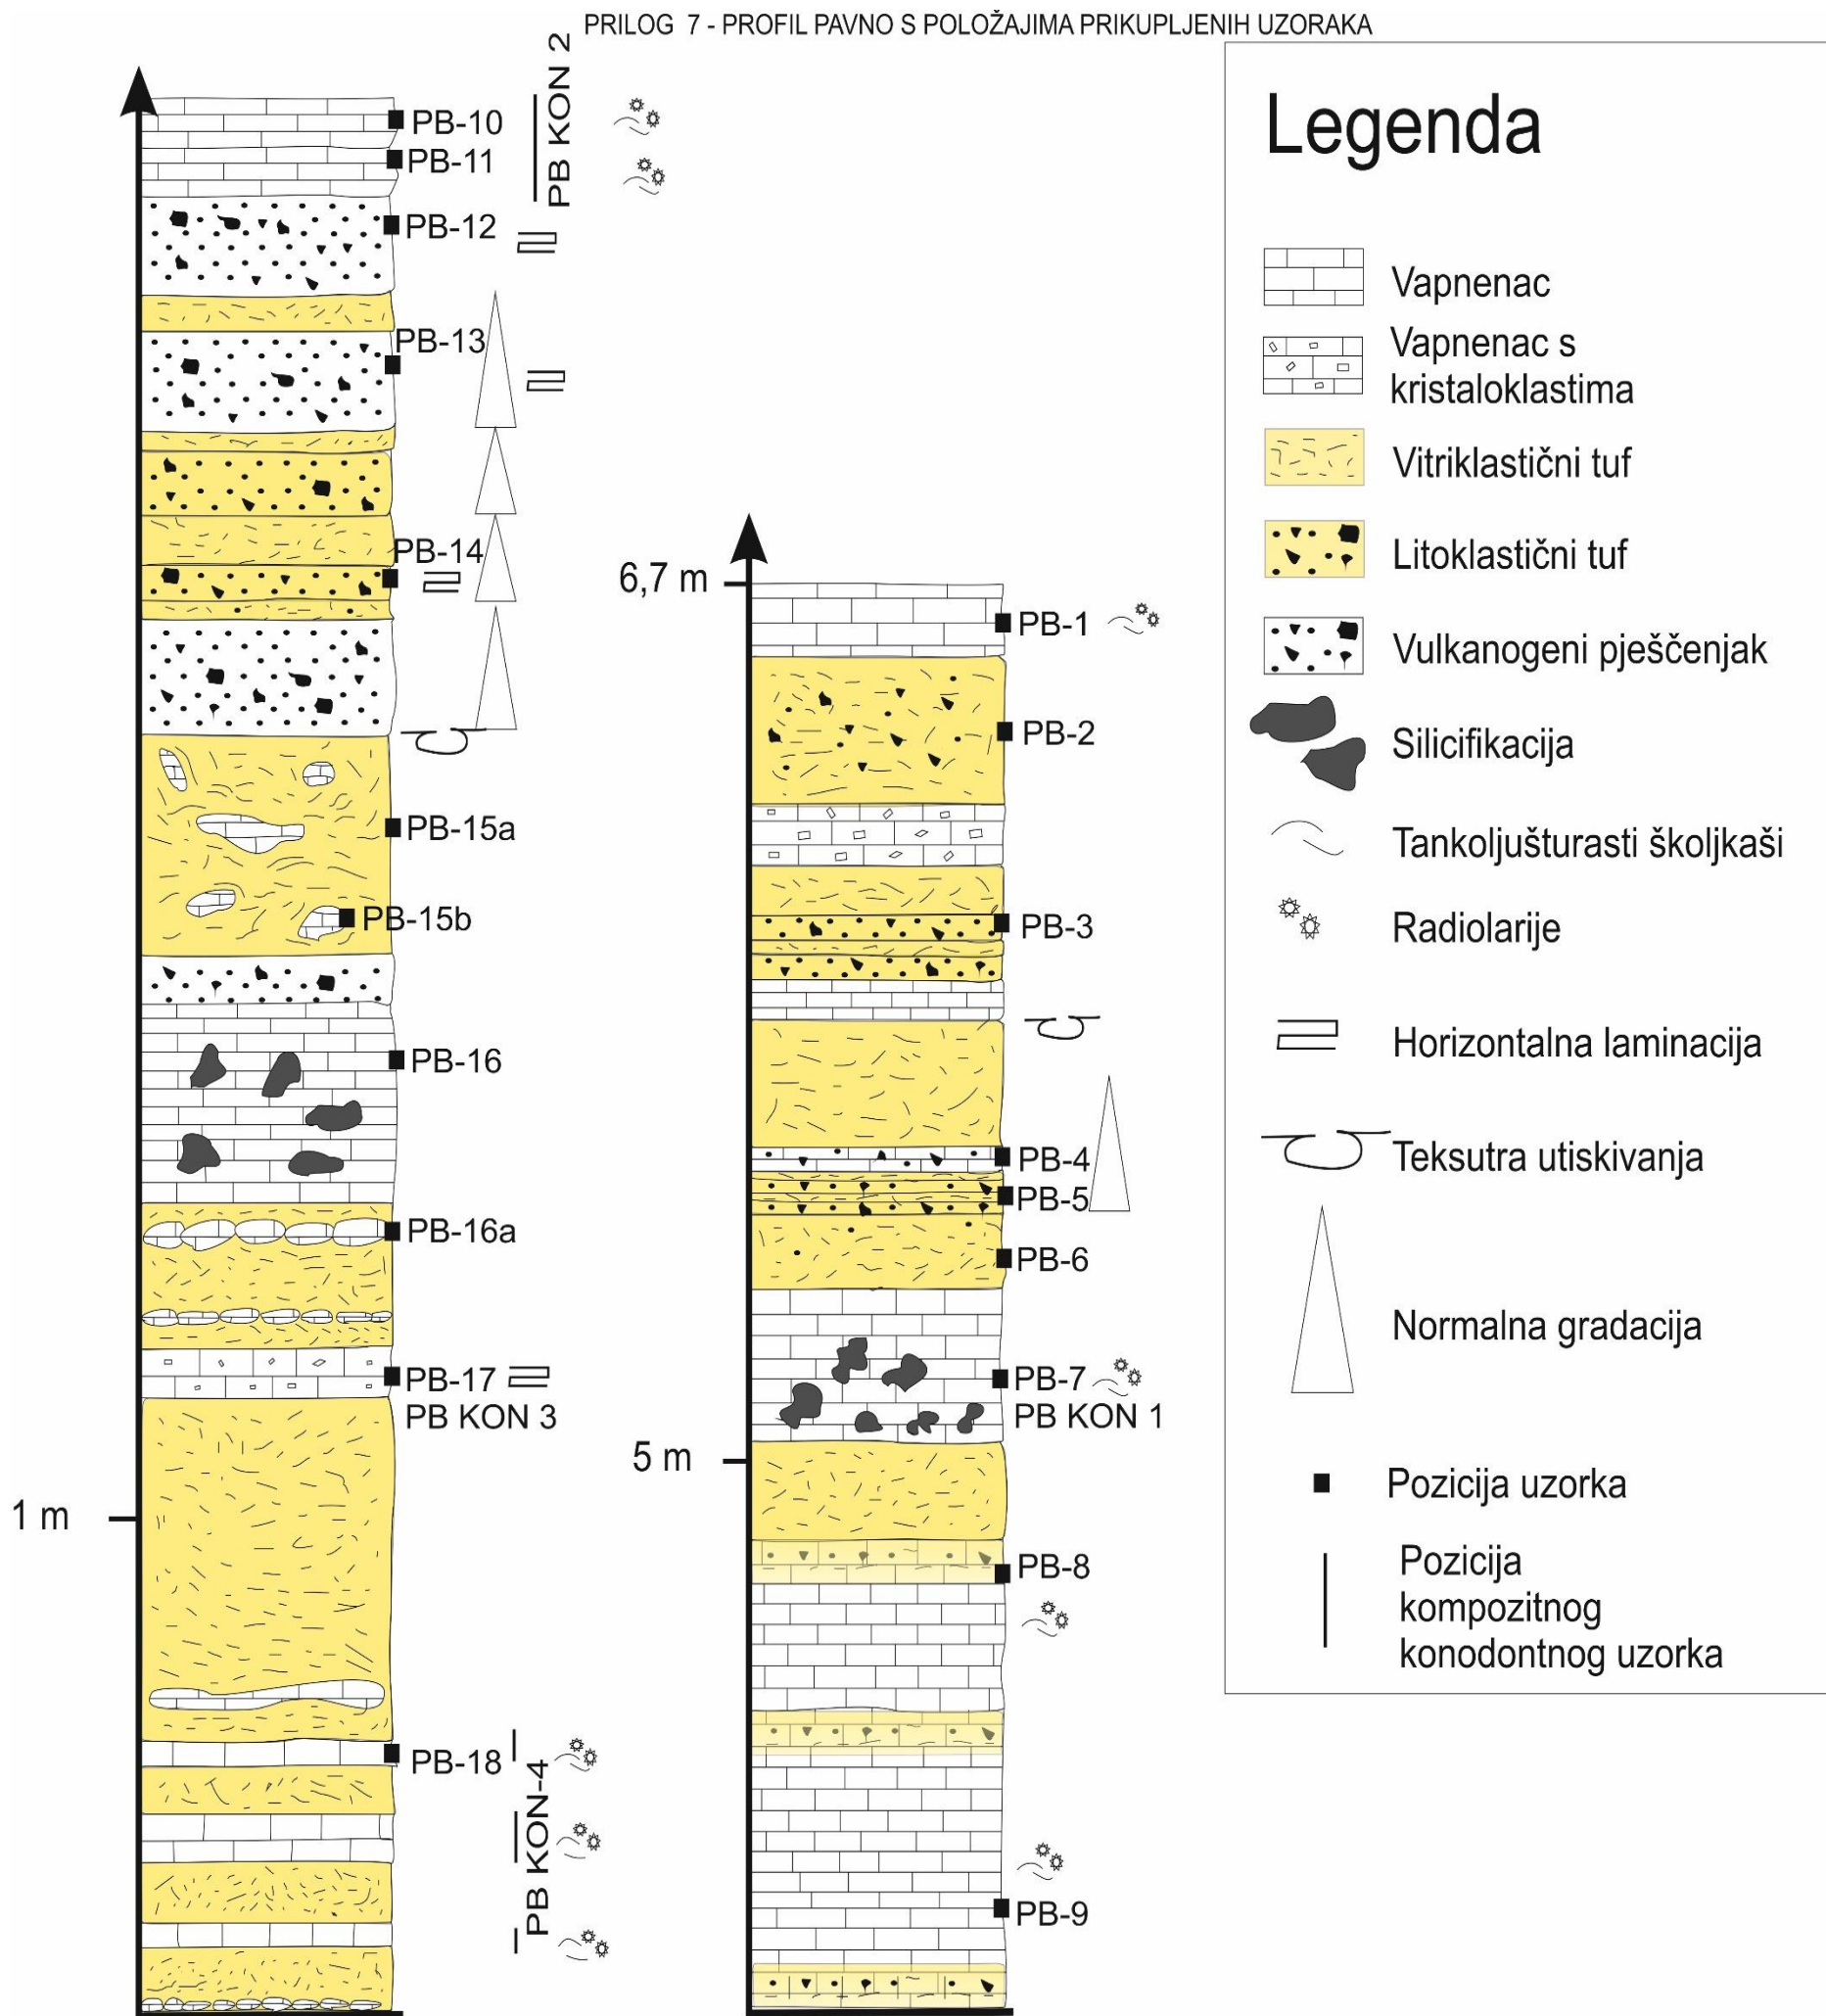 PRILOG 7 - PROFIL PAVNO S POLOŽAJIMA PRIKUPLJENIH UZORAKA
PB-10
PB-11
PB KON 2
PB-12
PB-13
PB-14
PB-15a
PB-15b
PB-16
PB-16a
PB-17
PB KON 3
1 m
PB-18
PB KON-4
6,7 m
PB-1
PB-2
PB-3
PB-4
PB-5
PB-6
PB-7
PB KON 1
5 m
PB-8
PB-9
Legenda
Vapnenac
Vapnenac s
kristaloklastima
Vitriklastični tuf
Litoklastični tuf
Vulkanogeni pješčenjak
Silicifikacija
Tankoljušturasti školjkaši
Radiolarije
Horizontalna laminacija
Teksutra utiskivanja
Normalna gradacija
Pozicija uzorka
Pozicija
kompozitnog
konodontnog uzorka